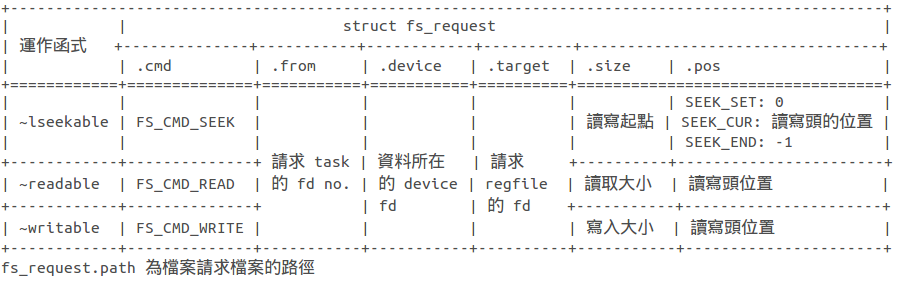 struct fs_request
運作函式
.cmd .from .device .target .size .pos
SEEK_SET: 0
~lseekable FS_CMD_SEEK 讀寫起點 SEEK_CUR: 讀寫頭的位置
SEEK_END: -1
請求 task 資料所在 請求
~readable FS_CMD_READ 的 fd no. 的 device regfile 讀取大小 讀寫頭位置
fd 的 fd
~writable FS_CMD_WRITE 寫入大小 讀寫頭位置
fs_request.path 為檔案請求檔案的路徑